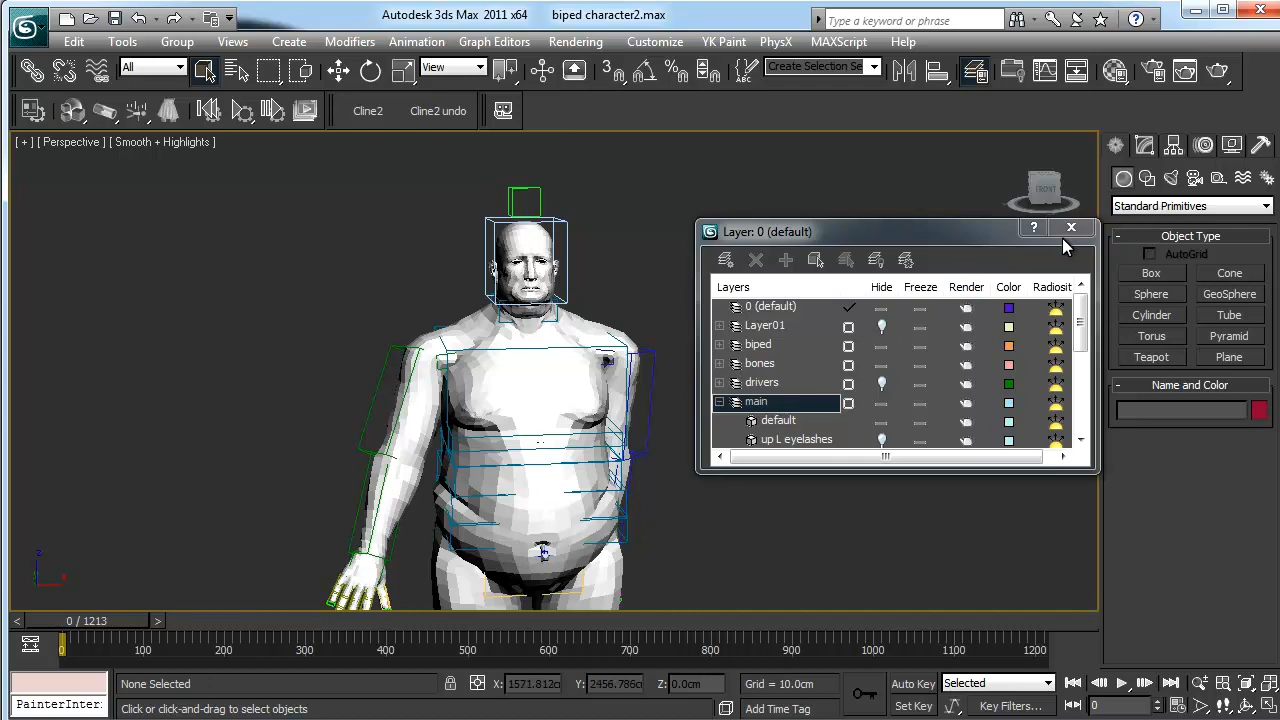 Autodesk 3ds Max 2011 x64 biped character2.max
Type a keyword or phrase
Edit Tools Group Views Create Modifiers Animation Graph Editors Rendering Customize YK Paint PhysX MAXScript Help
All View 3 Create Selection Se
Cline2 Cline2 undo
[ + ] [ Perspective ] [ Smooth + Highlights ]
FRONT
Standard Primitives
Layer: 0 (default)
- Object Type
AutoGrid
Layers Hide Freeze Render Color Radiosit
Box Cone
0 (default)
Sphere GeoSphere
Layer01
Cylinder Tube
biped
Torus Pyramid
bones
Teapot Plane
drivers
- Name and Color
main
default
up L eyelashes
z
x
< 0 / 1213 >
0 100 200 300 400 500 600 700 800 900 1000 1100 1200
None Selected X: 1571.812c Y: 2456.786c Z: 0.0cm Grid = 10.0cm Auto Key Selected
PainterInter Click or click-and-drag to select objects Add Time Tag Set Key Key Filters... 0